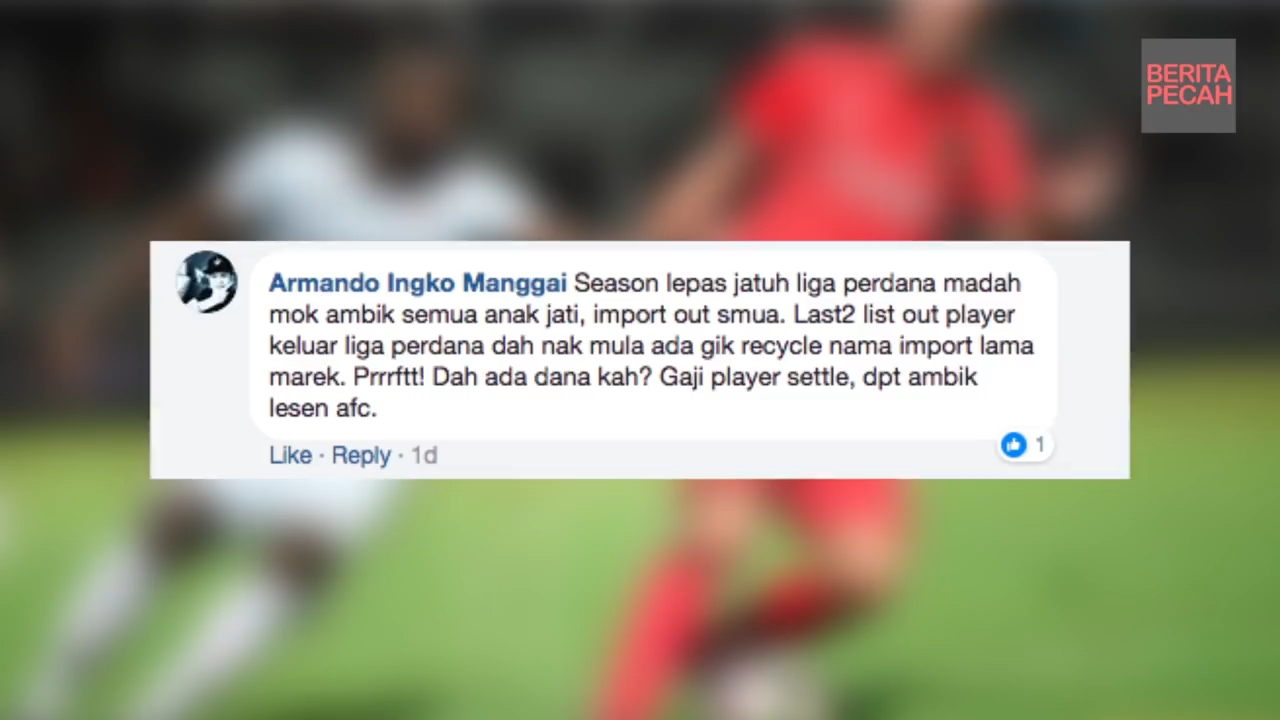 BERITA
PECAH
Armando Ingko Manggai Season lepas jatuh liga perdana madah
mok ambik semua anak jati, import out smua. Last2 list out player
keluar liga perdana dah nak mula ada gik recycle nama import lama
marek. Prrrftt! Dah ada dana kah? Gaji player settle, dpt ambik
lesen afc.
Like · Reply · 1d
1